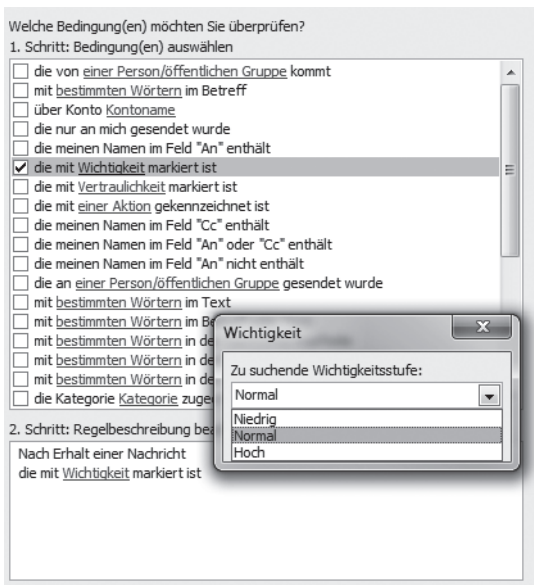 Welche Bedingung(en) möchten Sie überprüfen?
1. Schritt: Bedingung(en) auswählen
die von einer Person/öffentlichen Gruppe kommt
mit bestimmten Wörtern im Betreff
über Konto Kontoname
die nur an mich gesendet wurde
die meinen Namen im Feld "An" enthält
die mit Wichtigkeit markiert ist
die mit Vertraulichkeit markiert ist
die mit einer Aktion gekennzeichnet ist
die meinen Namen im Feld "Cc" enthält
die meinen Namen im Feld "An" oder "Cc" enthält
die meinen Namen im Feld "An" nicht enthält
die an einer Person/öffentlichen Gruppe gesendet wurde
mit bestimmten Wörtern im Text
mit bestimmten Wörtern im
mit bestimmten Wörtern in
mit bestimmten Wörtern in
mit bestimmten Wörtern in
die Kategorie Kategorie
2. Schritt: Regelbeschreibung
Nach Erhalt einer Nachricht
die mit Wichtigkeit markiert ist
Wichtigkeit
Zu suchende Wichtigkeitsstufe:
Normal
Niedrig
Normal
Hoch